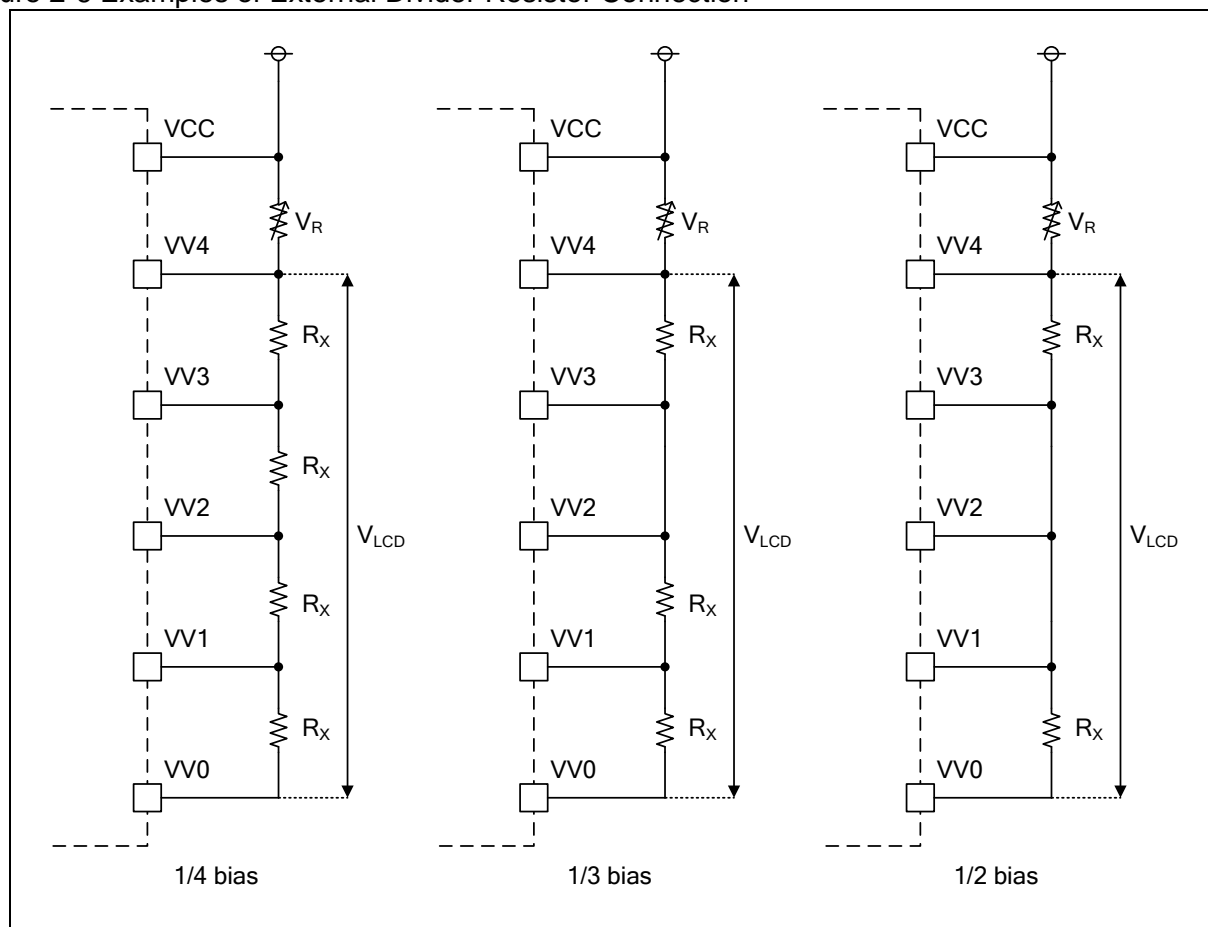 ure 2-3 Examples of External Divider Resistor Connection
VCC
VR
VV4
RX
VV3
RX
VV2
VLCD
RX
VV1
RX
VV0
1/4 bias
VCC
VR
VV4
RX
VV3
VV2
VLCD
RX
VV1
RX
VV0
1/3 bias
VCC
VR
VV4
RX
VV3
VV2
VLCD
VV1
RX
VV0
1/2 bias